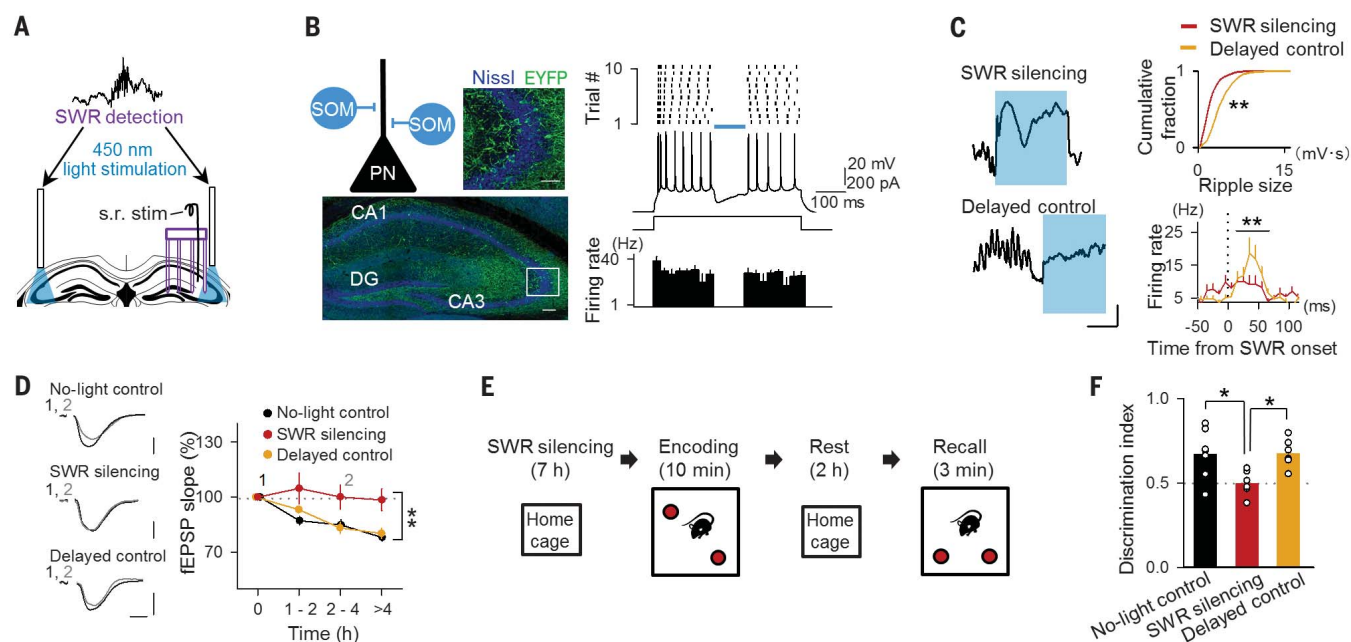 A
SWR detection
450 nm
light stimulation
s.r. stim
B
SOM
SOM
PN
Nissl EYFP
CA1
DG
CA3
Trial #
10
1
20 mV
200 pA
100 ms
(Hz)
Firing rate
140
1
C
SWR silencing
Delayed control
SWR silencing
Delayed control
Cumulative
fraction
1
0
**
0
15
(mV·s)
Ripple size
(Hz)
Firing rate
25
15
5
**
-50
0
50
100
(ms)
Time from SWR onset
D
No-light control
1, 2
SWR silencing
1, 2
Delayed control
1, 2
No-light control
SWR silencing
Delayed control
fEPSP slope (%)
130
100
70
1
2
**
0
1 - 2
2 - 4
>4
Time (h)
E
SWR silencing
(7 h)
Home
cage
Encoding
(10 min)
Rest
(2 h)
Home
cage
Recall
(3 min)
F
Discrimination index
1.0
0.5
0.0
*
*
No-light control
SWR silencing
Delayed control